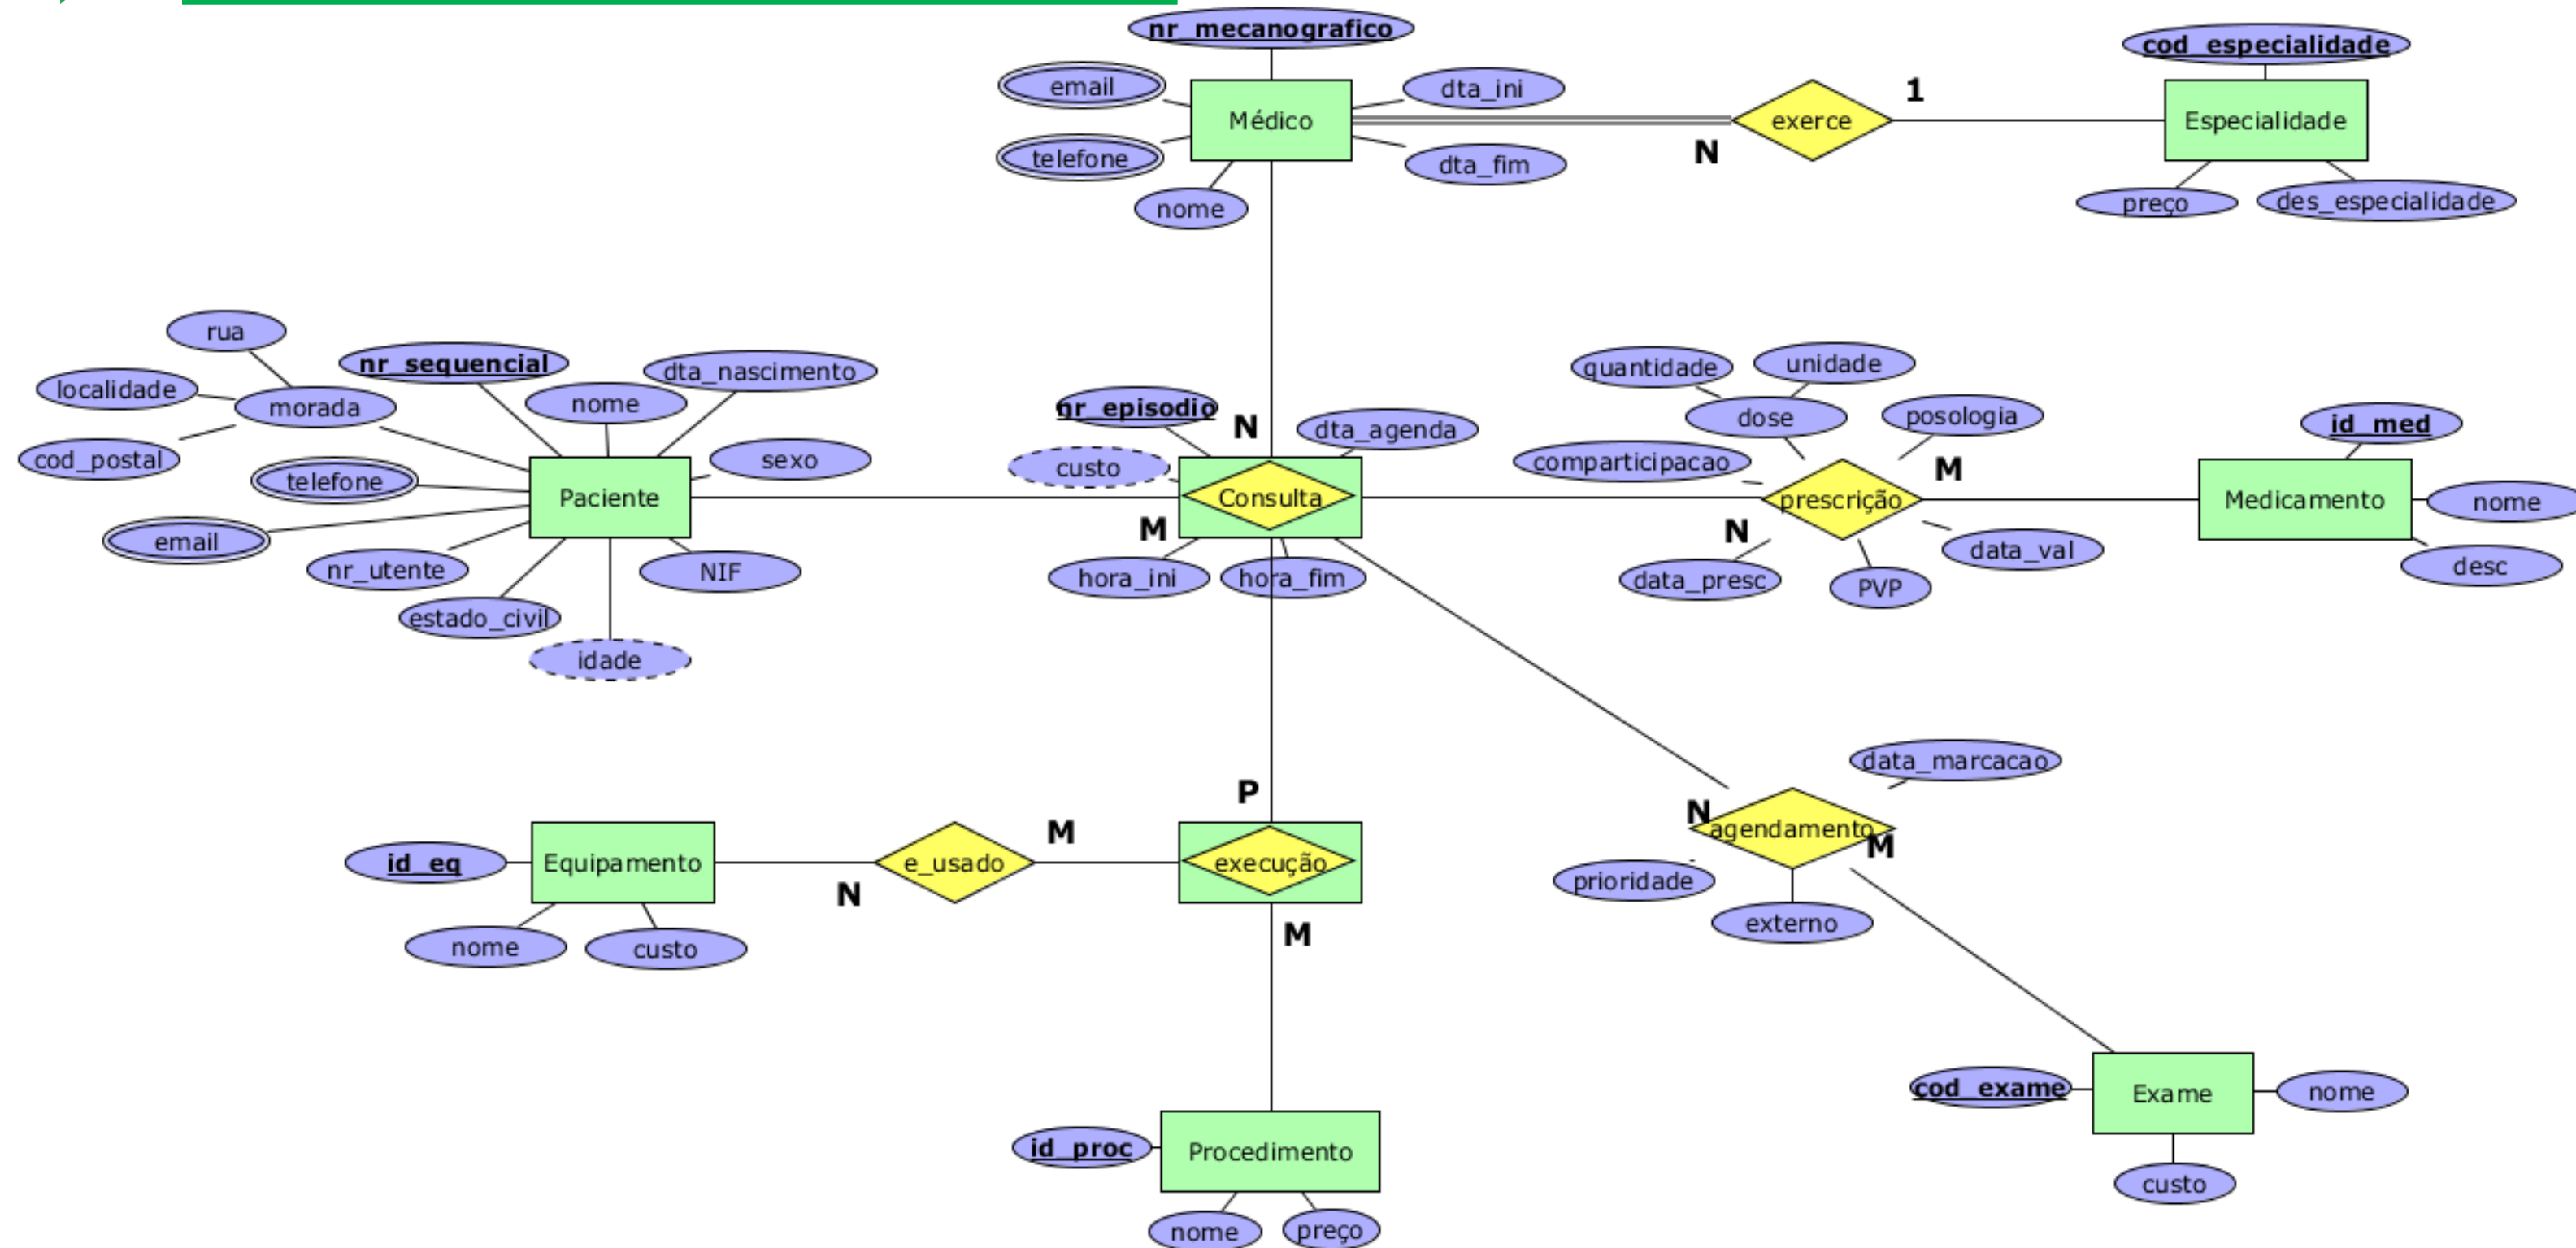 nr_mecanografico
cod_especialidade
email
dta_ini
1
Médico
exerce
Especialidade
telefone
N
dta_fim
nome
preço
des_especialidade
rua
nr_sequencial
dta_nascimento
quantidade
unidade
localidade
morada
nome
nr_episodio
dose
posologia
N
dta_agenda
id_med
cod_postal
sexo
custo
comparticipacao
M
telefone
Paciente
Consulta
prescrição
Medicamento
nome
M
N
email
data_val
nr_utente
NIF
hora_ini
hora_fim
data_presc
PVP
desc
estado_civil
idade
data_marcacao
P
N
agendamento
M
M
id_eq
Equipamento
e_usado
execução
prioridade
N
externo
M
nome
custo
cod_exame
Exame
nome
id_proc
Procedimento
custo
nome
preço